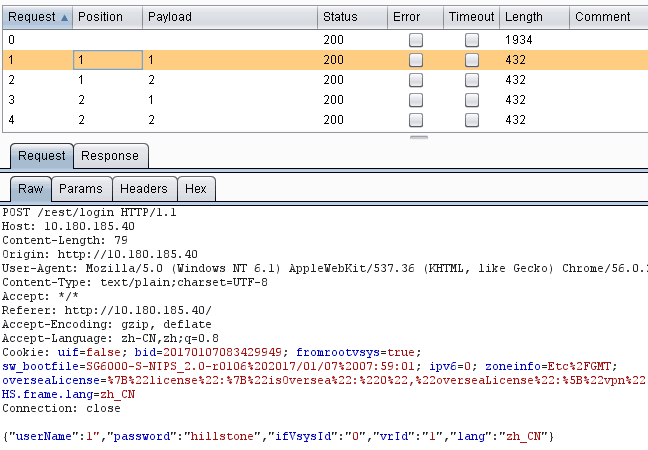 Request Position Payload Status Error Timeout Length Comment
0 200 1934
1 1 1 200 432
2 1 2 200 432
3 2 1 200 432
4 2 2 200 432
Request Response
Raw Params Headers Hex
POST /rest/login HTTP/1.1
Host: 10.180.185.40
Content-Length: 79
Origin: http://10.180.185.40
User-Agent: Mozilla/5.0 (Windows NT 6.1) AppleWebKit/537.36 (KHTML, like Gecko) Chrome/56.0.
Content-Type: text/plain;charset=UTF-8
Accept: */*
Referer: http://10.180.185.40/
Accept-Encoding: gzip, deflate
Accept-Language: zh-CN,zh;q=0.8
Cookie: uif=false; bid=20170107083429949; fromrootvsys=true;
sw_bootfile=SG6000-S-NIPS_2.0-r0106%202017/01/07%2007:59:01; ipv6=0; zoneinfo=Etc%2FGMT;
overseaLicense=%7B%22license%22:%7B%22isOversea%22:%220%22,%22overseaLicense%22:%5B%22vpn%22
HS.frame.lang=zh_CN
Connection: close
{"userName":1","password":"hillstone","ifVsysId":"0","vrId":"1","lang":"zh_CN"}